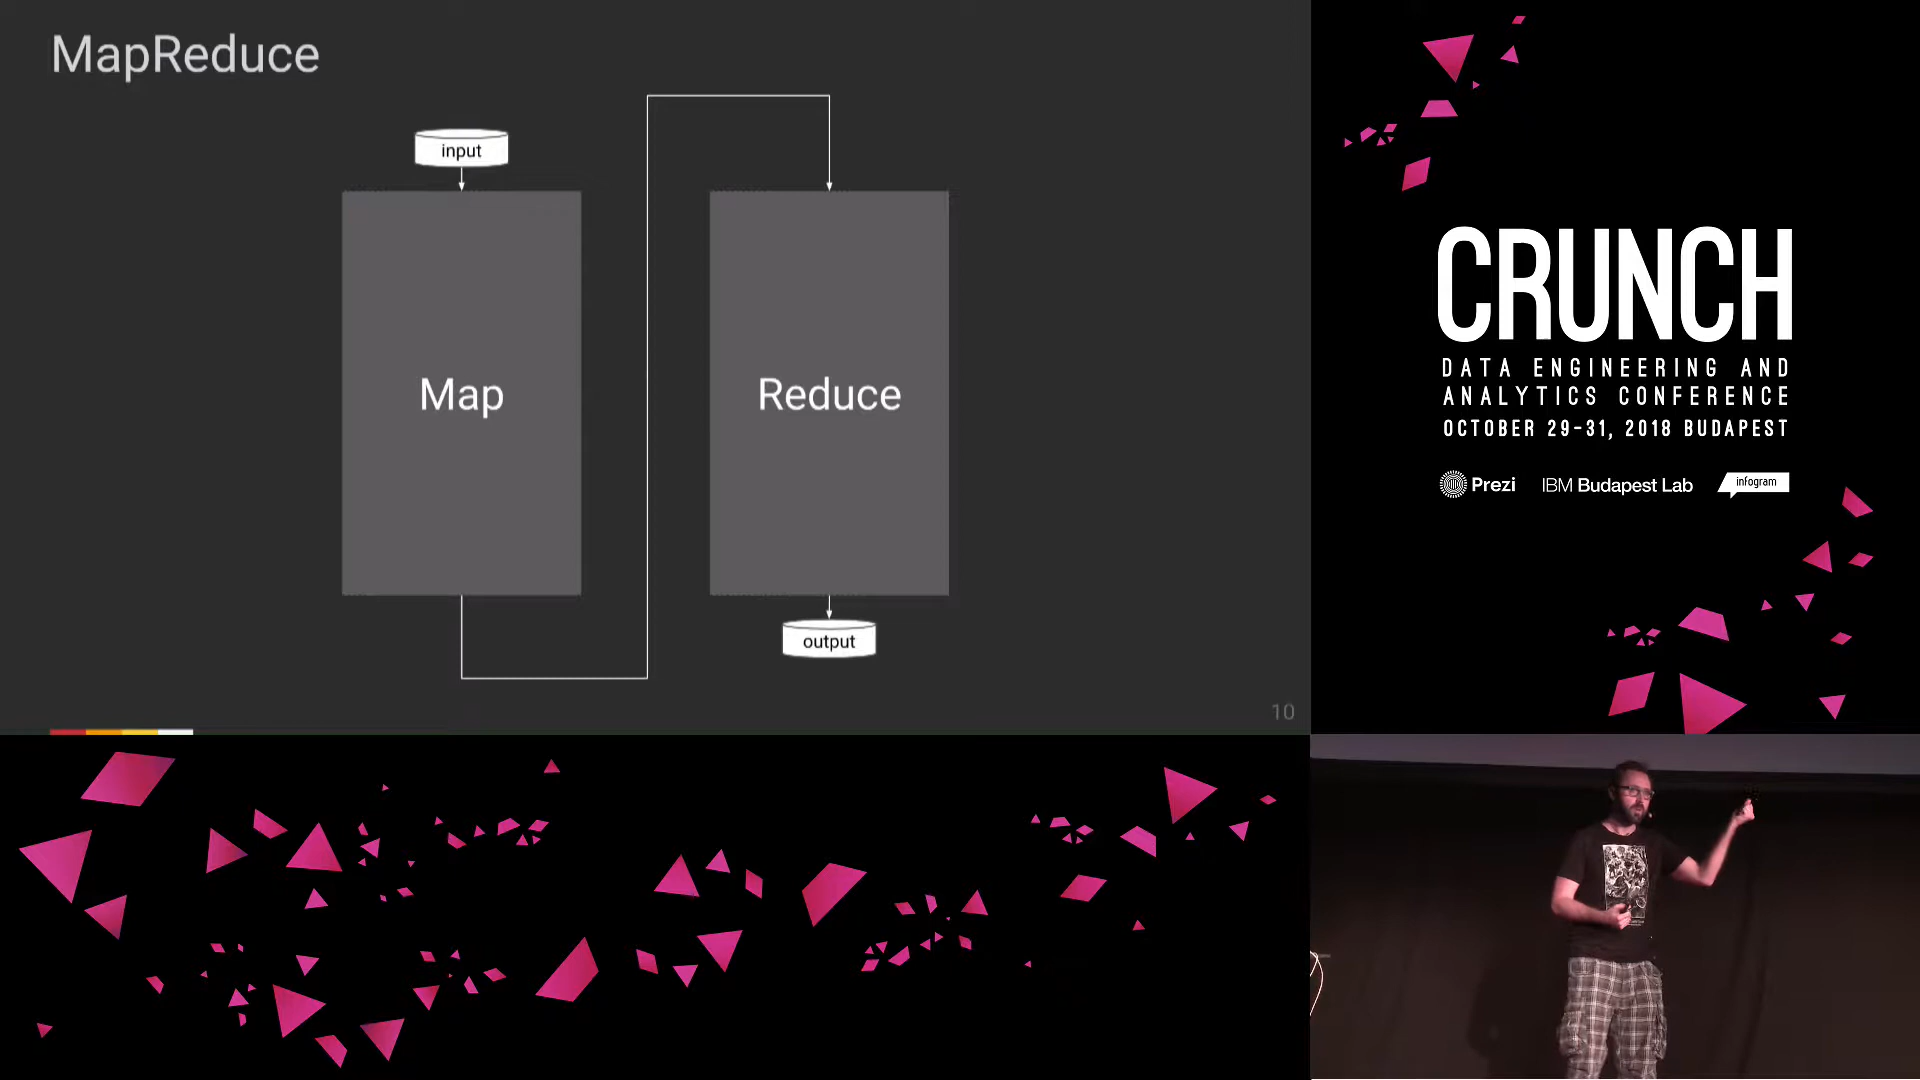 MapReduce
input
Map
Reduce
output
10
CRUNCH
DATA ENGINEERING AND
ANALYTICS CONFERENCE
OCTOBER 29-31, 2018 BUDAPEST
Prezi IBM Budapest Lab infogram